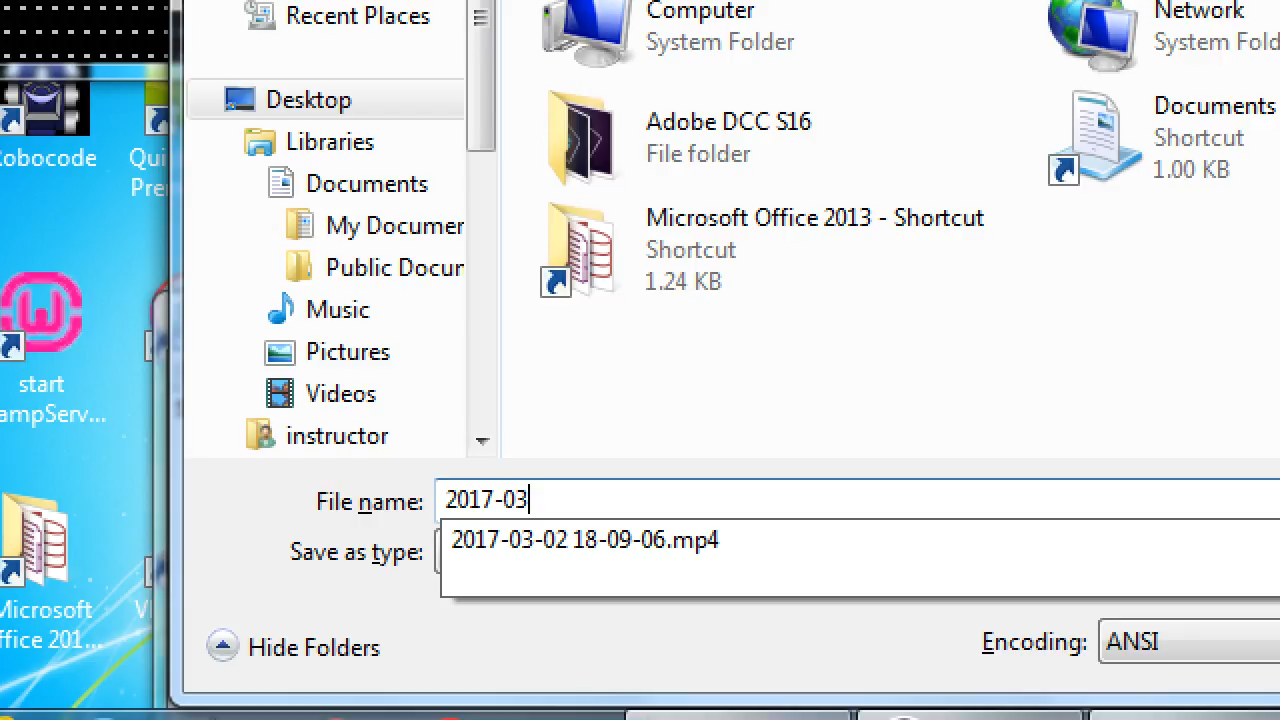 Recent Places
Desktop
Libraries
Documents
My Documer
Public Docur
Music
Pictures
Videos
instructor
Computer
System Folder
Network
System Fold
Adobe DCC S16
File folder
Documents
Shortcut
1.00 KB
Microsoft Office 2013 - Shortcut
Shortcut
1.24 KB
Robocode
Qui
Pre
start
ampServ...
Microsoft
ffice 201...
File name:
2017-03
2017-03-02 18-09-06.mp4
Save as type:
Hide Folders
Encoding:
ANSI